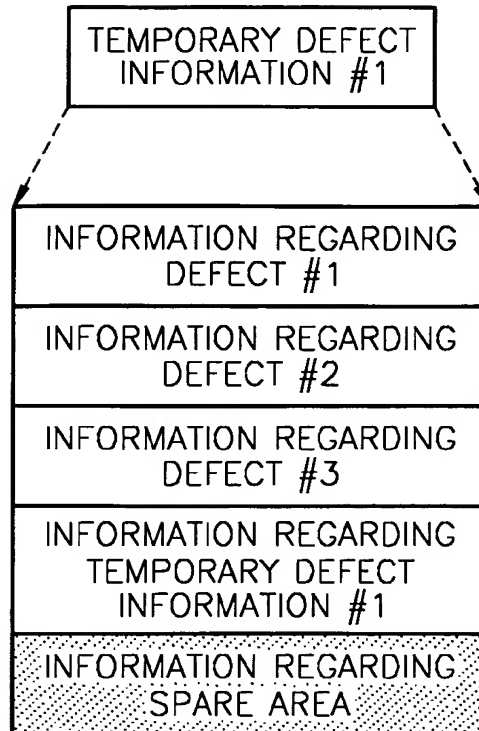 TEMPORARY DEFECT
INFORMATION #1
INFORMATION REGARDING
DEFECT #1
INFORMATION REGARDING
DEFECT #2
INFORMATION REGARDING
DEFECT #3
INFORMATION REGARDING
TEMPORARY DEFECT
INFORMATION #1
INFORMATION REGARDING
SPARE AREA